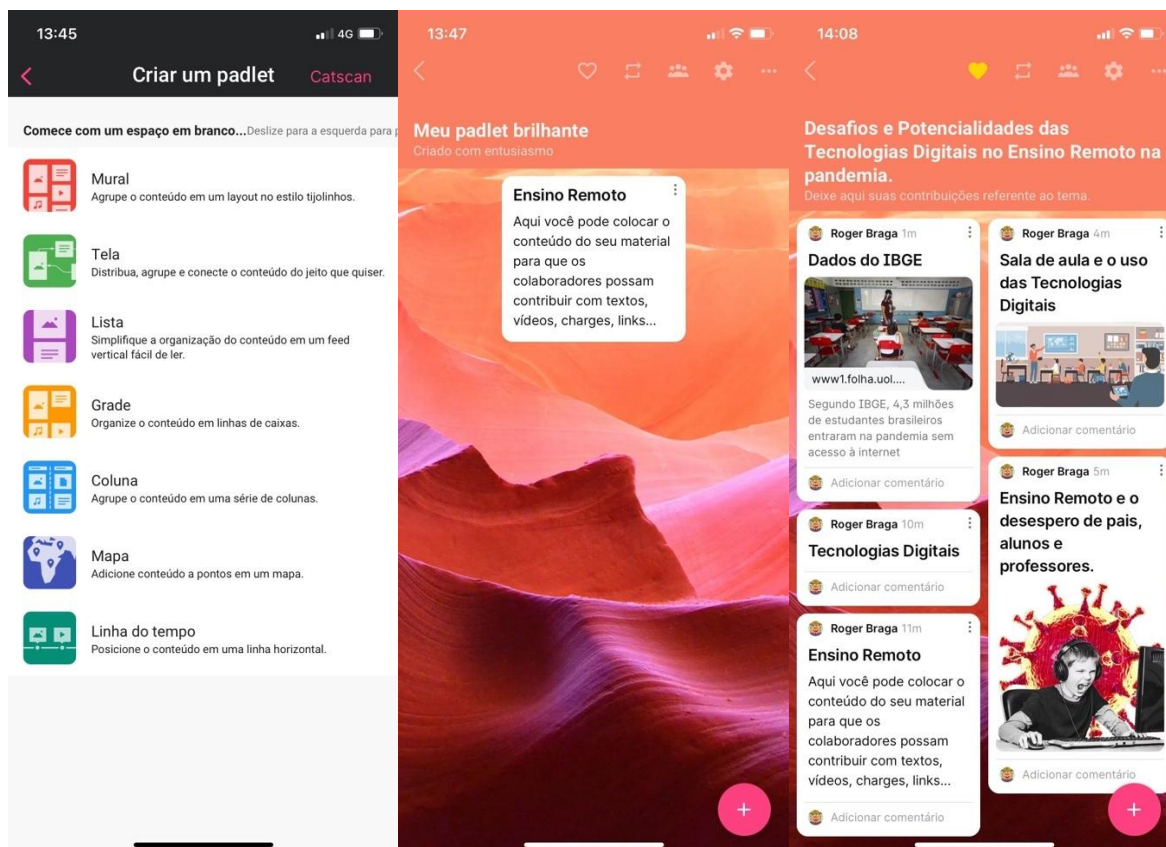 13:45
4G
Criar um padlet
Catscan
Comece com um espaço em branco...Deslize para a esquerda para
Mural
Agrupe o conteúdo em um layout no estilo tijolinhos.
Tela
Distribua, agrupe e conecte o conteúdo do jeito que quiser.
Lista
Simplifique a organização do conteúdo em um feed
vertical fácil de ler.
Grade
Organize o conteúdo em linhas de caixas.
Coluna
Agrupe o conteúdo em uma série de colunas.
Mapa
Adicione conteúdo a pontos em um mapa.
Linha do tempo
Posicione o conteúdo em uma linha horizontal.
13:47
Meu padlet brilhante
Criado com entusiasmo
Ensino Remoto
Aqui você pode colocar o
conteúdo do seu material
para que os
colaboradores possam
contribuir com textos,
vídeos, charges, links...
14:08
Desafios e Potencialidades das
Tecnologias Digitais no Ensino Remoto na
pandemia.
Deixe aqui suas contribuições referente ao tema.
Roger Braga 1m
Dados do IBGE
www1.folha.uol....
Segundo IBGE, 4,3 milhões
de estudantes brasileiros
entraram na pandemia sem
acesso à internet
Adicionar comentário
Roger Braga 10m
Tecnologias Digitais
Adicionar comentário
Roger Braga 11m
Ensino Remoto
Aqui você pode colocar o
conteúdo do seu material
para que os
colaboradores possam
contribuir com textos,
vídeos, charges, links...
Adicionar comentário
Roger Braga 4m
Sala de aula e o uso
das Tecnologias
Digitais
Adicionar comentário
Roger Braga 5m
Ensino Remoto e o
desespero de pais,
alunos e
professores.
Adicionar comentário